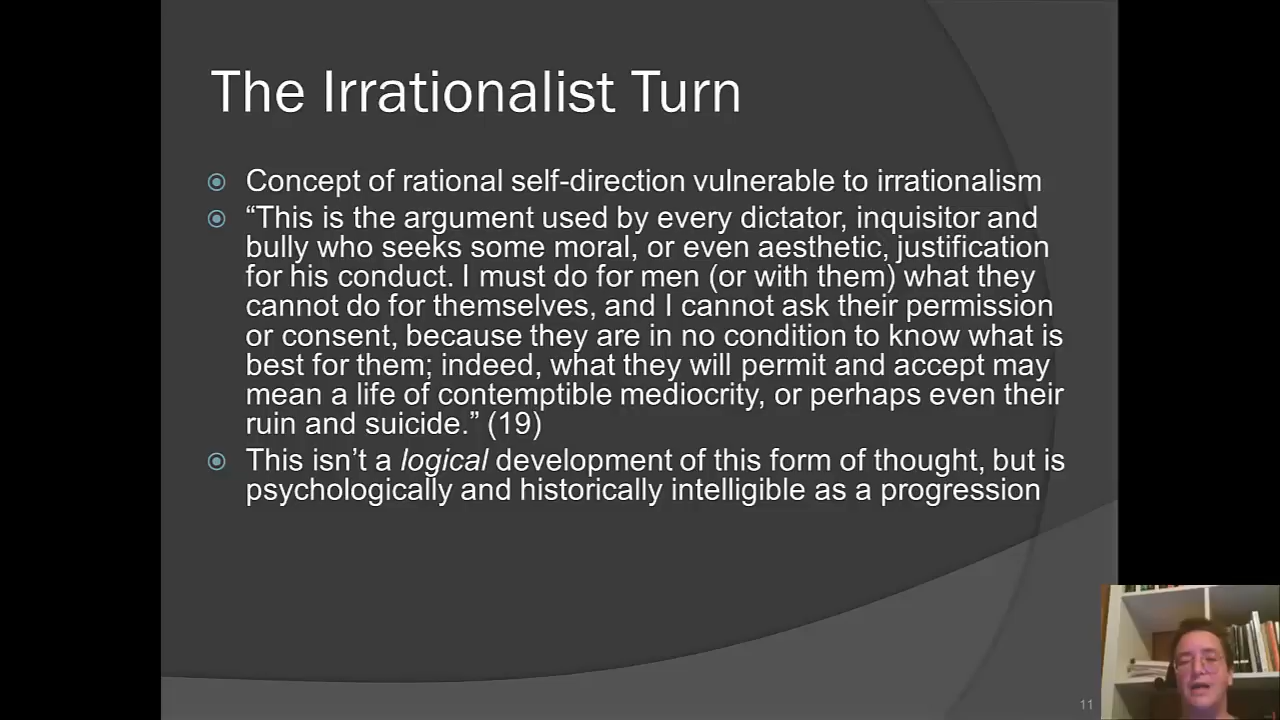 The Irrationalist Turn
Concept of rational self-direction vulnerable to irrationalism
“This is the argument used by every dictator, inquisitor and
bully who seeks some moral, or even aesthetic, justification
for his conduct. I must do for men (or with them) what they
cannot do for themselves, and I cannot ask their permission
or consent, because they are in no condition to know what is
best for them; indeed, what they will permit and accept may
mean a life of contemptible mediocrity, or perhaps even their
ruin and suicide.” (19)
This isn’t a logical development of this form of thought, but is
psychologically and historically intelligible as a progression
11